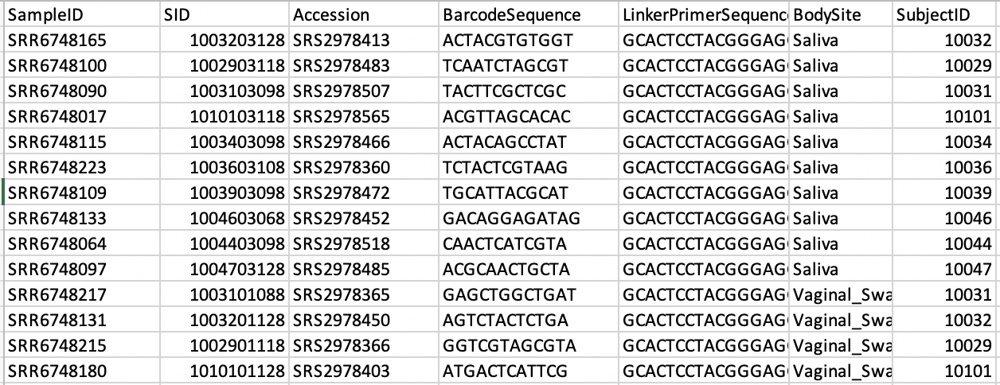 SampleID SID Accession BarcodeSequence LinkerPrimerSequenc BodySite SubjectID
SRR6748165 1003203128 SRS2978413 ACTACGTGTGGT GCACTCCTACGGGAG Saliva 10032
SRR6748100 1002903118 SRS2978483 TCAATCTAGCGT GCACTCCTACGGGAG Saliva 10029
SRR6748090 1003103098 SRS2978507 TACTTCGCTCGC GCACTCCTACGGGAG Saliva 10031
SRR6748017 1010103118 SRS2978565 ACGTTAGCACAC GCACTCCTACGGGAG Saliva 10101
SRR6748115 1003403098 SRS2978466 ACTACAGCCTAT GCACTCCTACGGGAG Saliva 10034
SRR6748223 1003603108 SRS2978360 TCTACTCGTAAG GCACTCCTACGGGAG Saliva 10036
SRR6748109 1003903098 SRS2978472 TGCATTACGCAT GCACTCCTACGGGAG Saliva 10039
SRR6748133 1004603068 SRS2978452 GACAGGAGATAG GCACTCCTACGGGAG Saliva 10046
SRR6748064 1004403098 SRS2978518 CAACTCATCGTA GCACTCCTACGGGAG Saliva 10044
SRR6748097 1004703128 SRS2978485 ACGCAACTGCTA GCACTCCTACGGGAG Saliva 10047
SRR6748217 1003101088 SRS2978365 GAGCTGGCTGAT GCACTCCTACGGGAG Vaginal_Swa 10031
SRR6748131 1003201128 SRS2978450 AGTCTACTCTGA GCACTCCTACGGGAG Vaginal_Swa 10032
SRR6748215 1002901118 SRS2978366 GGTCGTAGCGTA GCACTCCTACGGGAG Vaginal_Swa 10029
SRR6748180 1010101128 SRS2978403 ATGACTCATTCG GCACTCCTACGGGAG Vaginal_Swa 10101